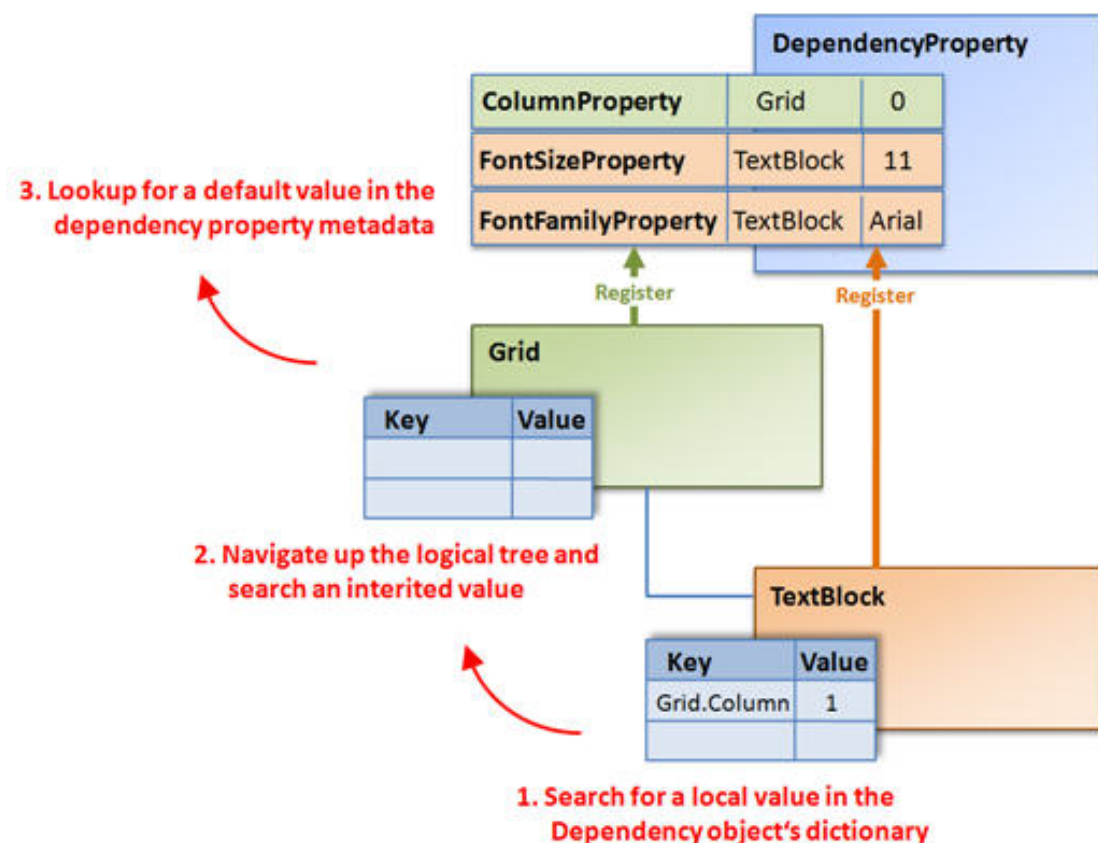 DependencyProperty
ColumnProperty Grid 0
FontSizeProperty TextBlock 11
FontFamilyProperty TextBlock Arial
3. Lookup for a default value in the
dependency property metadata
Register Register
Grid
Key Value
2. Navigate up the logical tree and
search an interited value
TextBlock
Key Value
Grid.Column 1
1. Search for a local value in the
Dependency object‘s dictionary